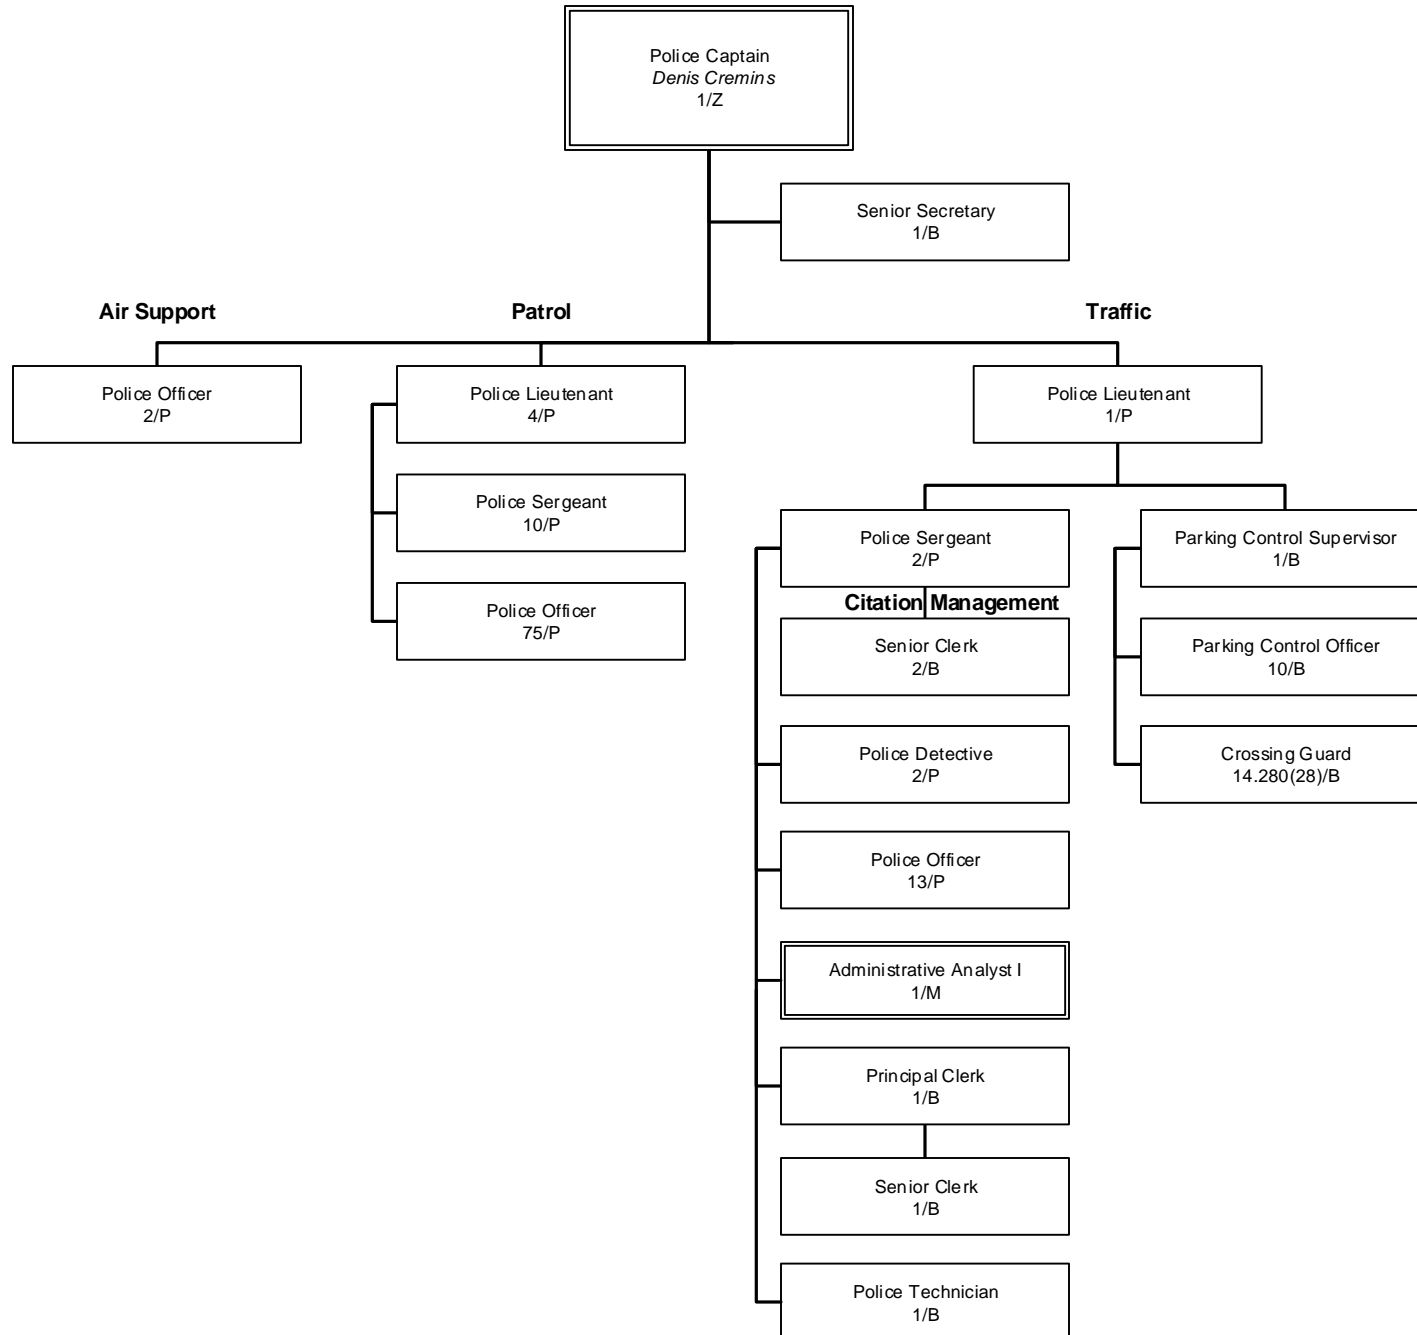 Police Captain
Denis Cremins
1/Z
Senior Secretary
1/B
Air Support
Patrol
Traffic
Police Officer
2/P
Police Lieutenant
4/P
Police Lieutenant
1/P
Police Sergeant
10/P
Police Officer
75/P
Police Sergeant
2/P
Citation Management
Senior Clerk
2/B
Police Detective
2/P
Police Officer
13/P
Administrative Analyst I
1/M
Principal Clerk
1/B
Senior Clerk
1/B
Police Technician
1/B
Parking Control Supervisor
1/B
Parking Control Officer
10/B
Crossing Guard
14.280(28)/B